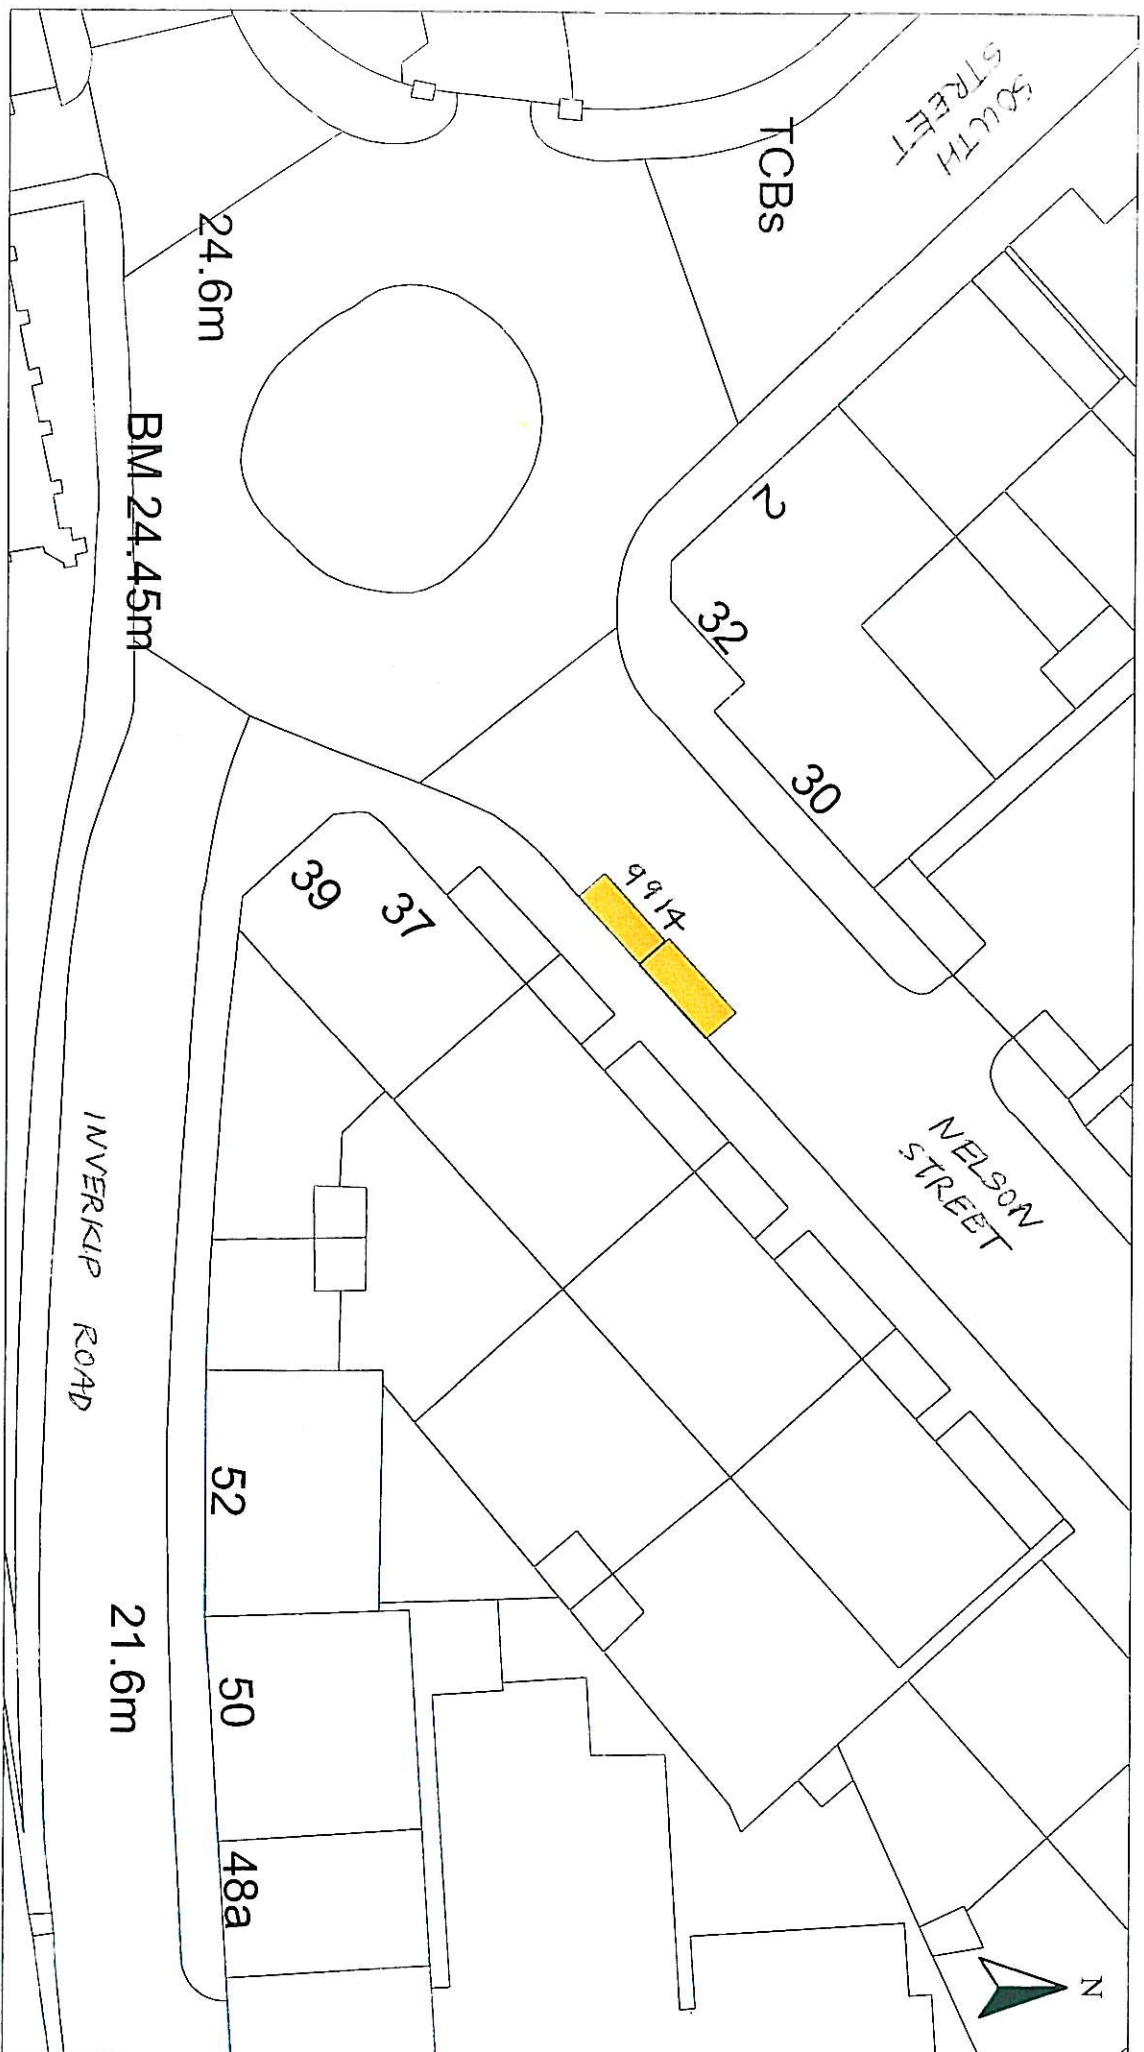 SOUTH
STREET
TCBs
24.6m
BM 24.45m
2
32
30
9914
39
37
NELSON
STREET
INVERKIP ROAD
52
21.6m
50
48a
N